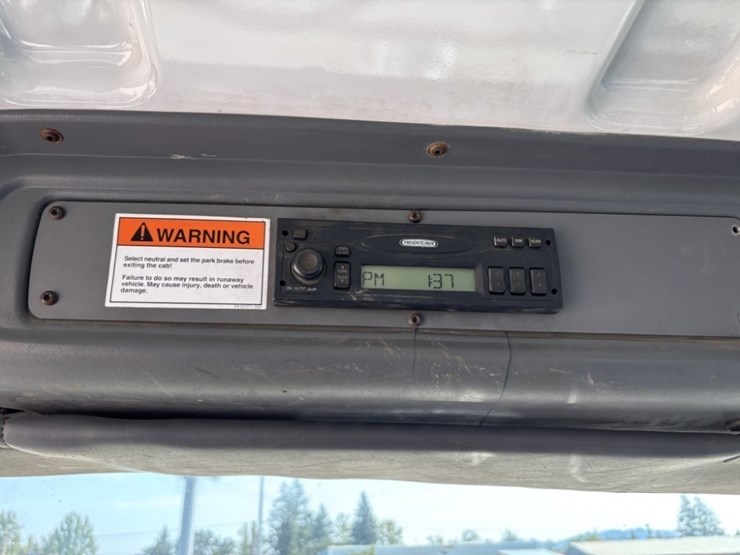 WARNING
Select neutral and set the park brake before
exiting the cab!
Failure to do so may result in runaway
vehicle. May cause injury, death or vehicle
damage.
FREIGHTLINER
PM 1:37